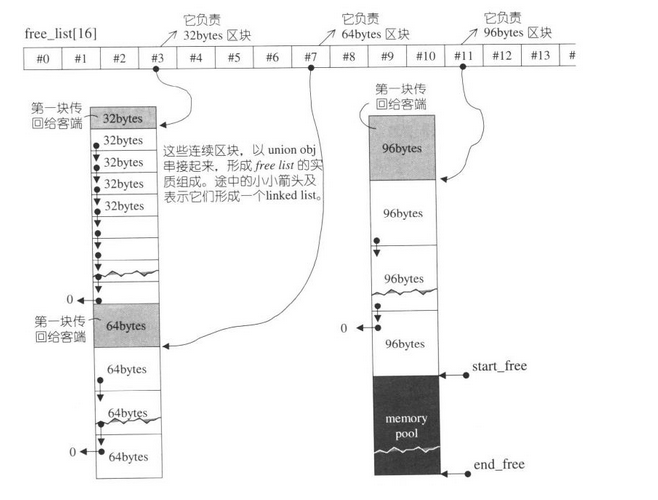 它负责
32bytes 区块
它负责
64bytes 区块
它负责
96bytes 区块
free_list[16]
#0 #1 #2 #3 #4 #5 #6 #7 #8 #9 #10 #11 #12 #13 #
第一块传
回给客端
32bytes
32bytes
32bytes
32bytes
32bytes
0
这些连续区块，以 union obj
串接起来，形成 free list 的实
质组成。途中的小小箭头及
表示它们形成一个linked list。
第一块传
回给客端
64bytes
64bytes
64bytes
64bytes
0
第一块传
回给客端
96bytes
96bytes
96bytes
0
96bytes
start_free
memory
pool
end_free